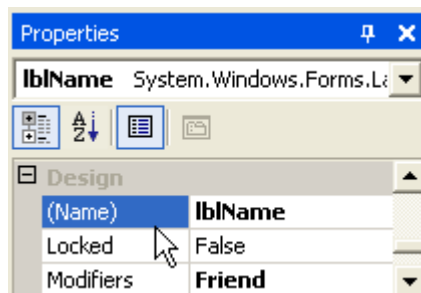 Properties
lblName System.Windows.Forms.La
A
Z
Design
(Name) lblName
Locked False
Modifiers Friend